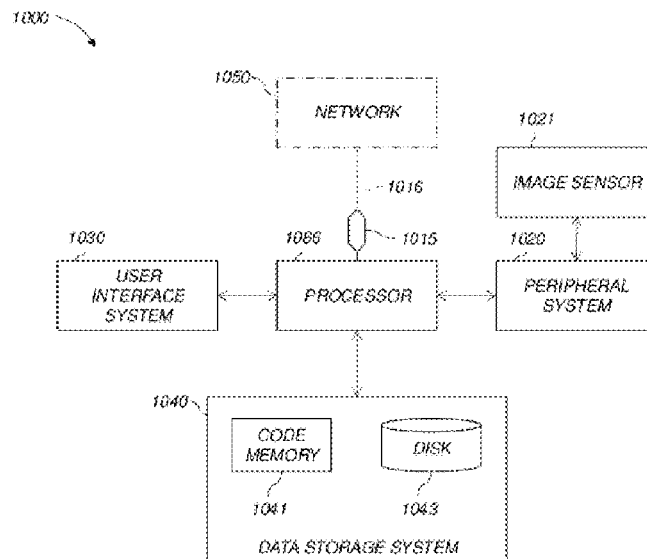 1000
1050
NETWORK
1021
IMAGE SENSOR
1016
1030
1086
1015
1020
USER
INTERFACE
SYSTEM
PROCESSOR
PERIPHERAL
SYSTEM
1040
CODE
MEMORY
DISK
1041
1043
DATA STORAGE SYSTEM